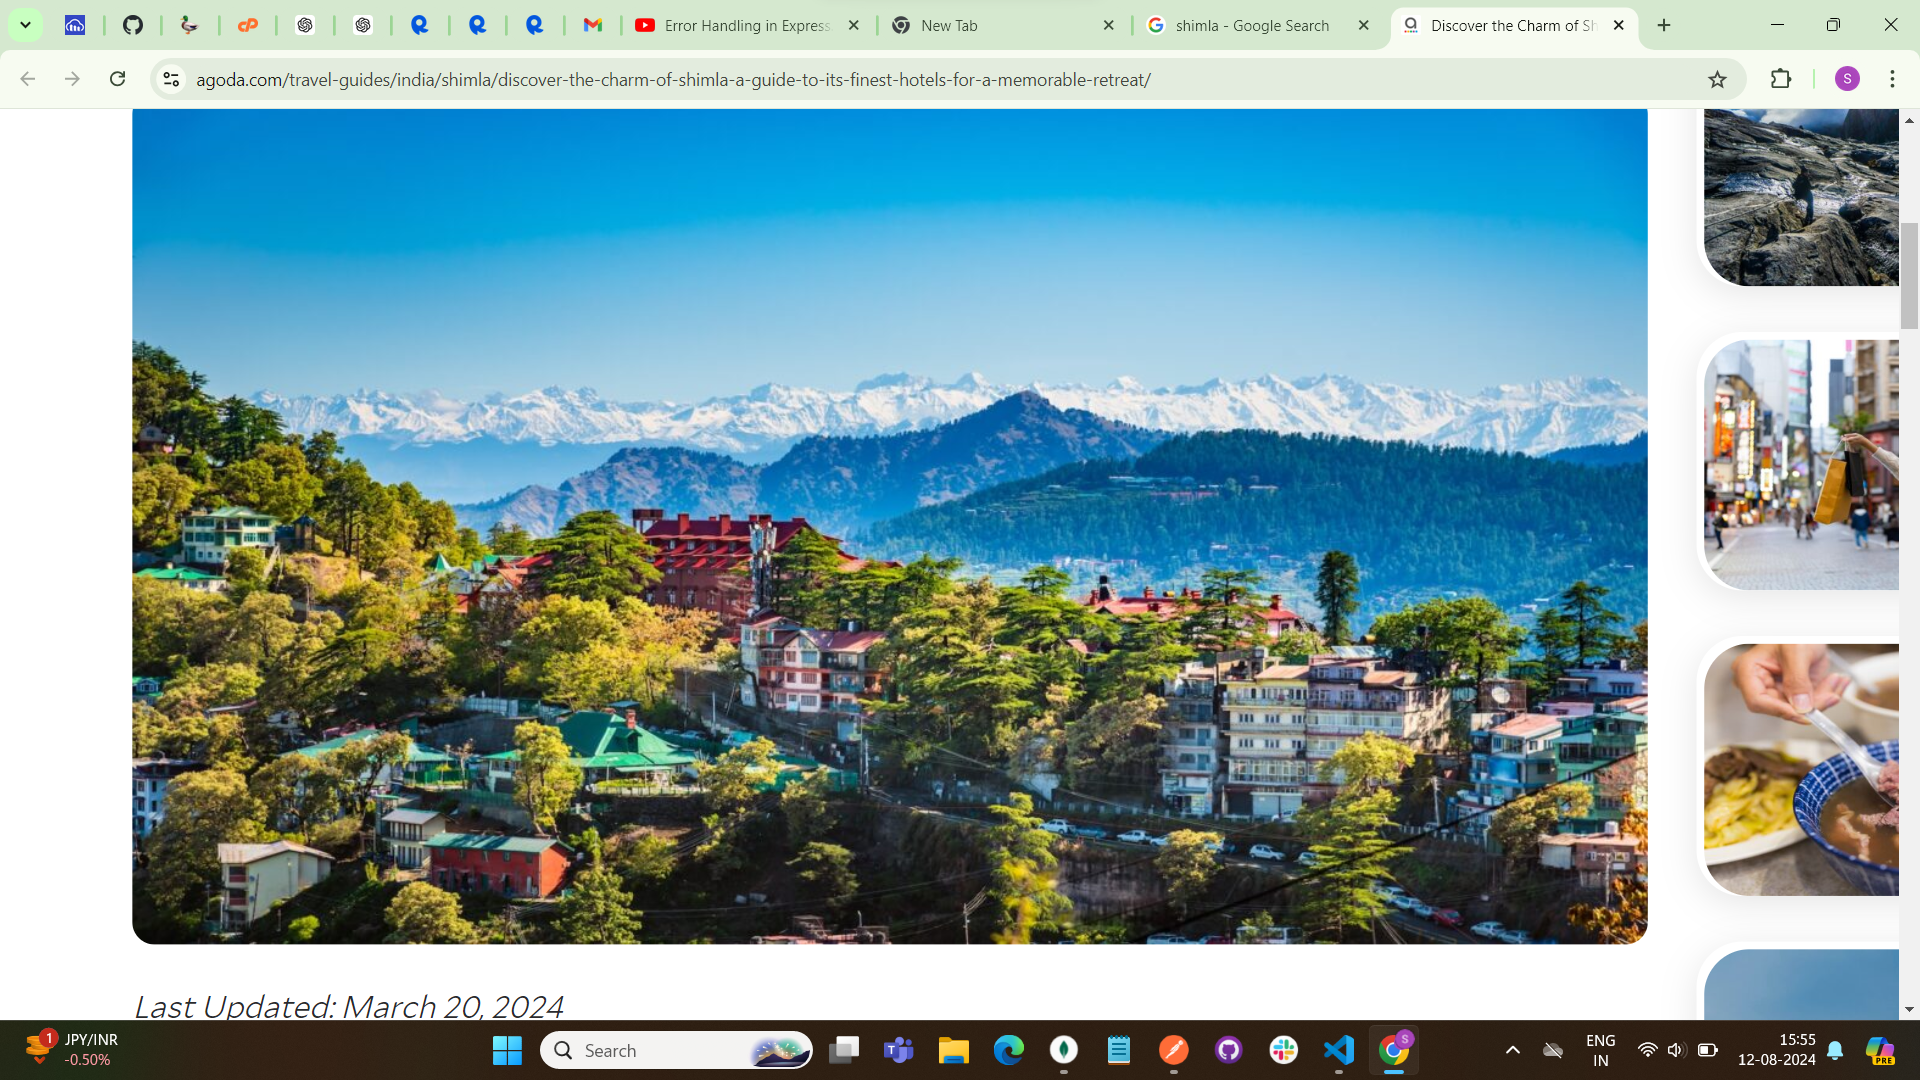 Error Handling in Express
New Tab
shimla - Google Search
Discover the Charm of Sh
agoda.com/travel-guides/india/shimla/discover-the-charm-of-shimla-a-guide-to-its-finest-hotels-for-a-memorable-retreat/
S
Last Updated: March 20, 2024
1
JPY/INR
-0.50%
Search
S
ENG
IN
15:55
12-08-2024
PRE